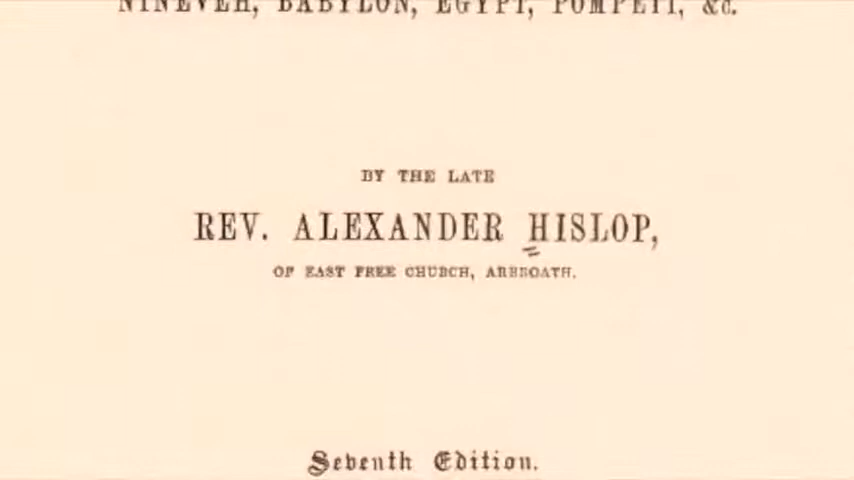 NINEVEH, BABYLON, EGYPT, POMPEII, &c.
BY THE LATE
REV. ALEXANDER HISLOP,
OF EAST FREE CHURCH, ARBROATH.
Seventh Edition.